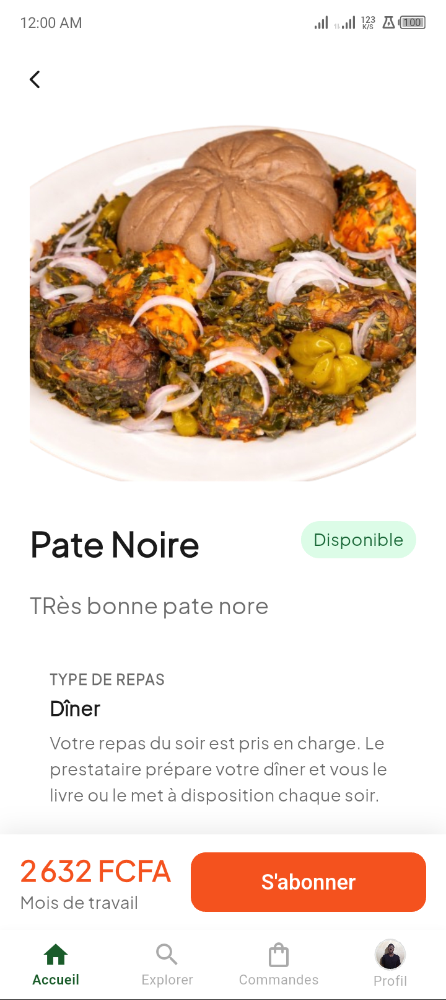 12:00 AM
123
K/S
100
Pate Noire
Disponible
TRès bonne pate nore
TYPE DE REPAS
Dîner
Votre repas du soir est pris en charge. Le
prestataire prépare votre dîner et vous le
livre ou le met à disposition chaque soir.
2 632 FCFA
S'abonner
Mois de travail
Accueil
Explorer
Commandes
Profil